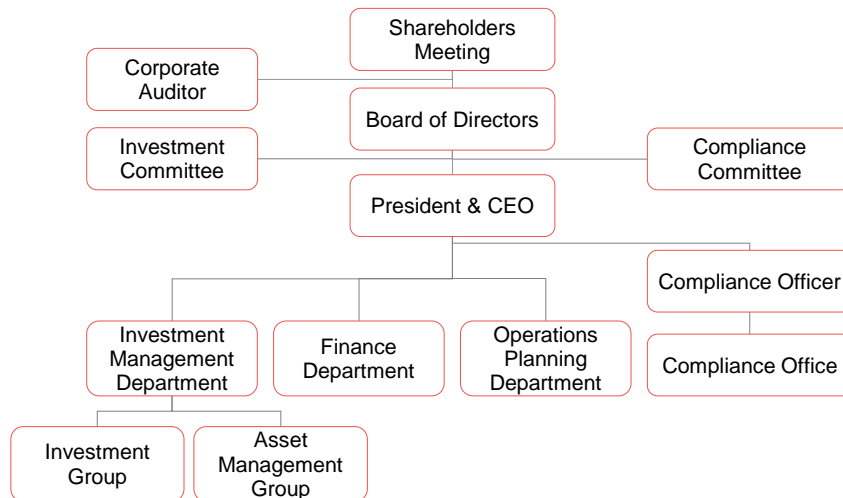 Shareholders
Meeting
Corporate
Auditor
Board of Directors
Investment
Committee
Compliance
Committee
President & CEO
Compliance Officer
Investment
Management
Department
Finance
Department
Operations
Planning
Department
Compliance Office
Investment
Group
Asset
Management
Group